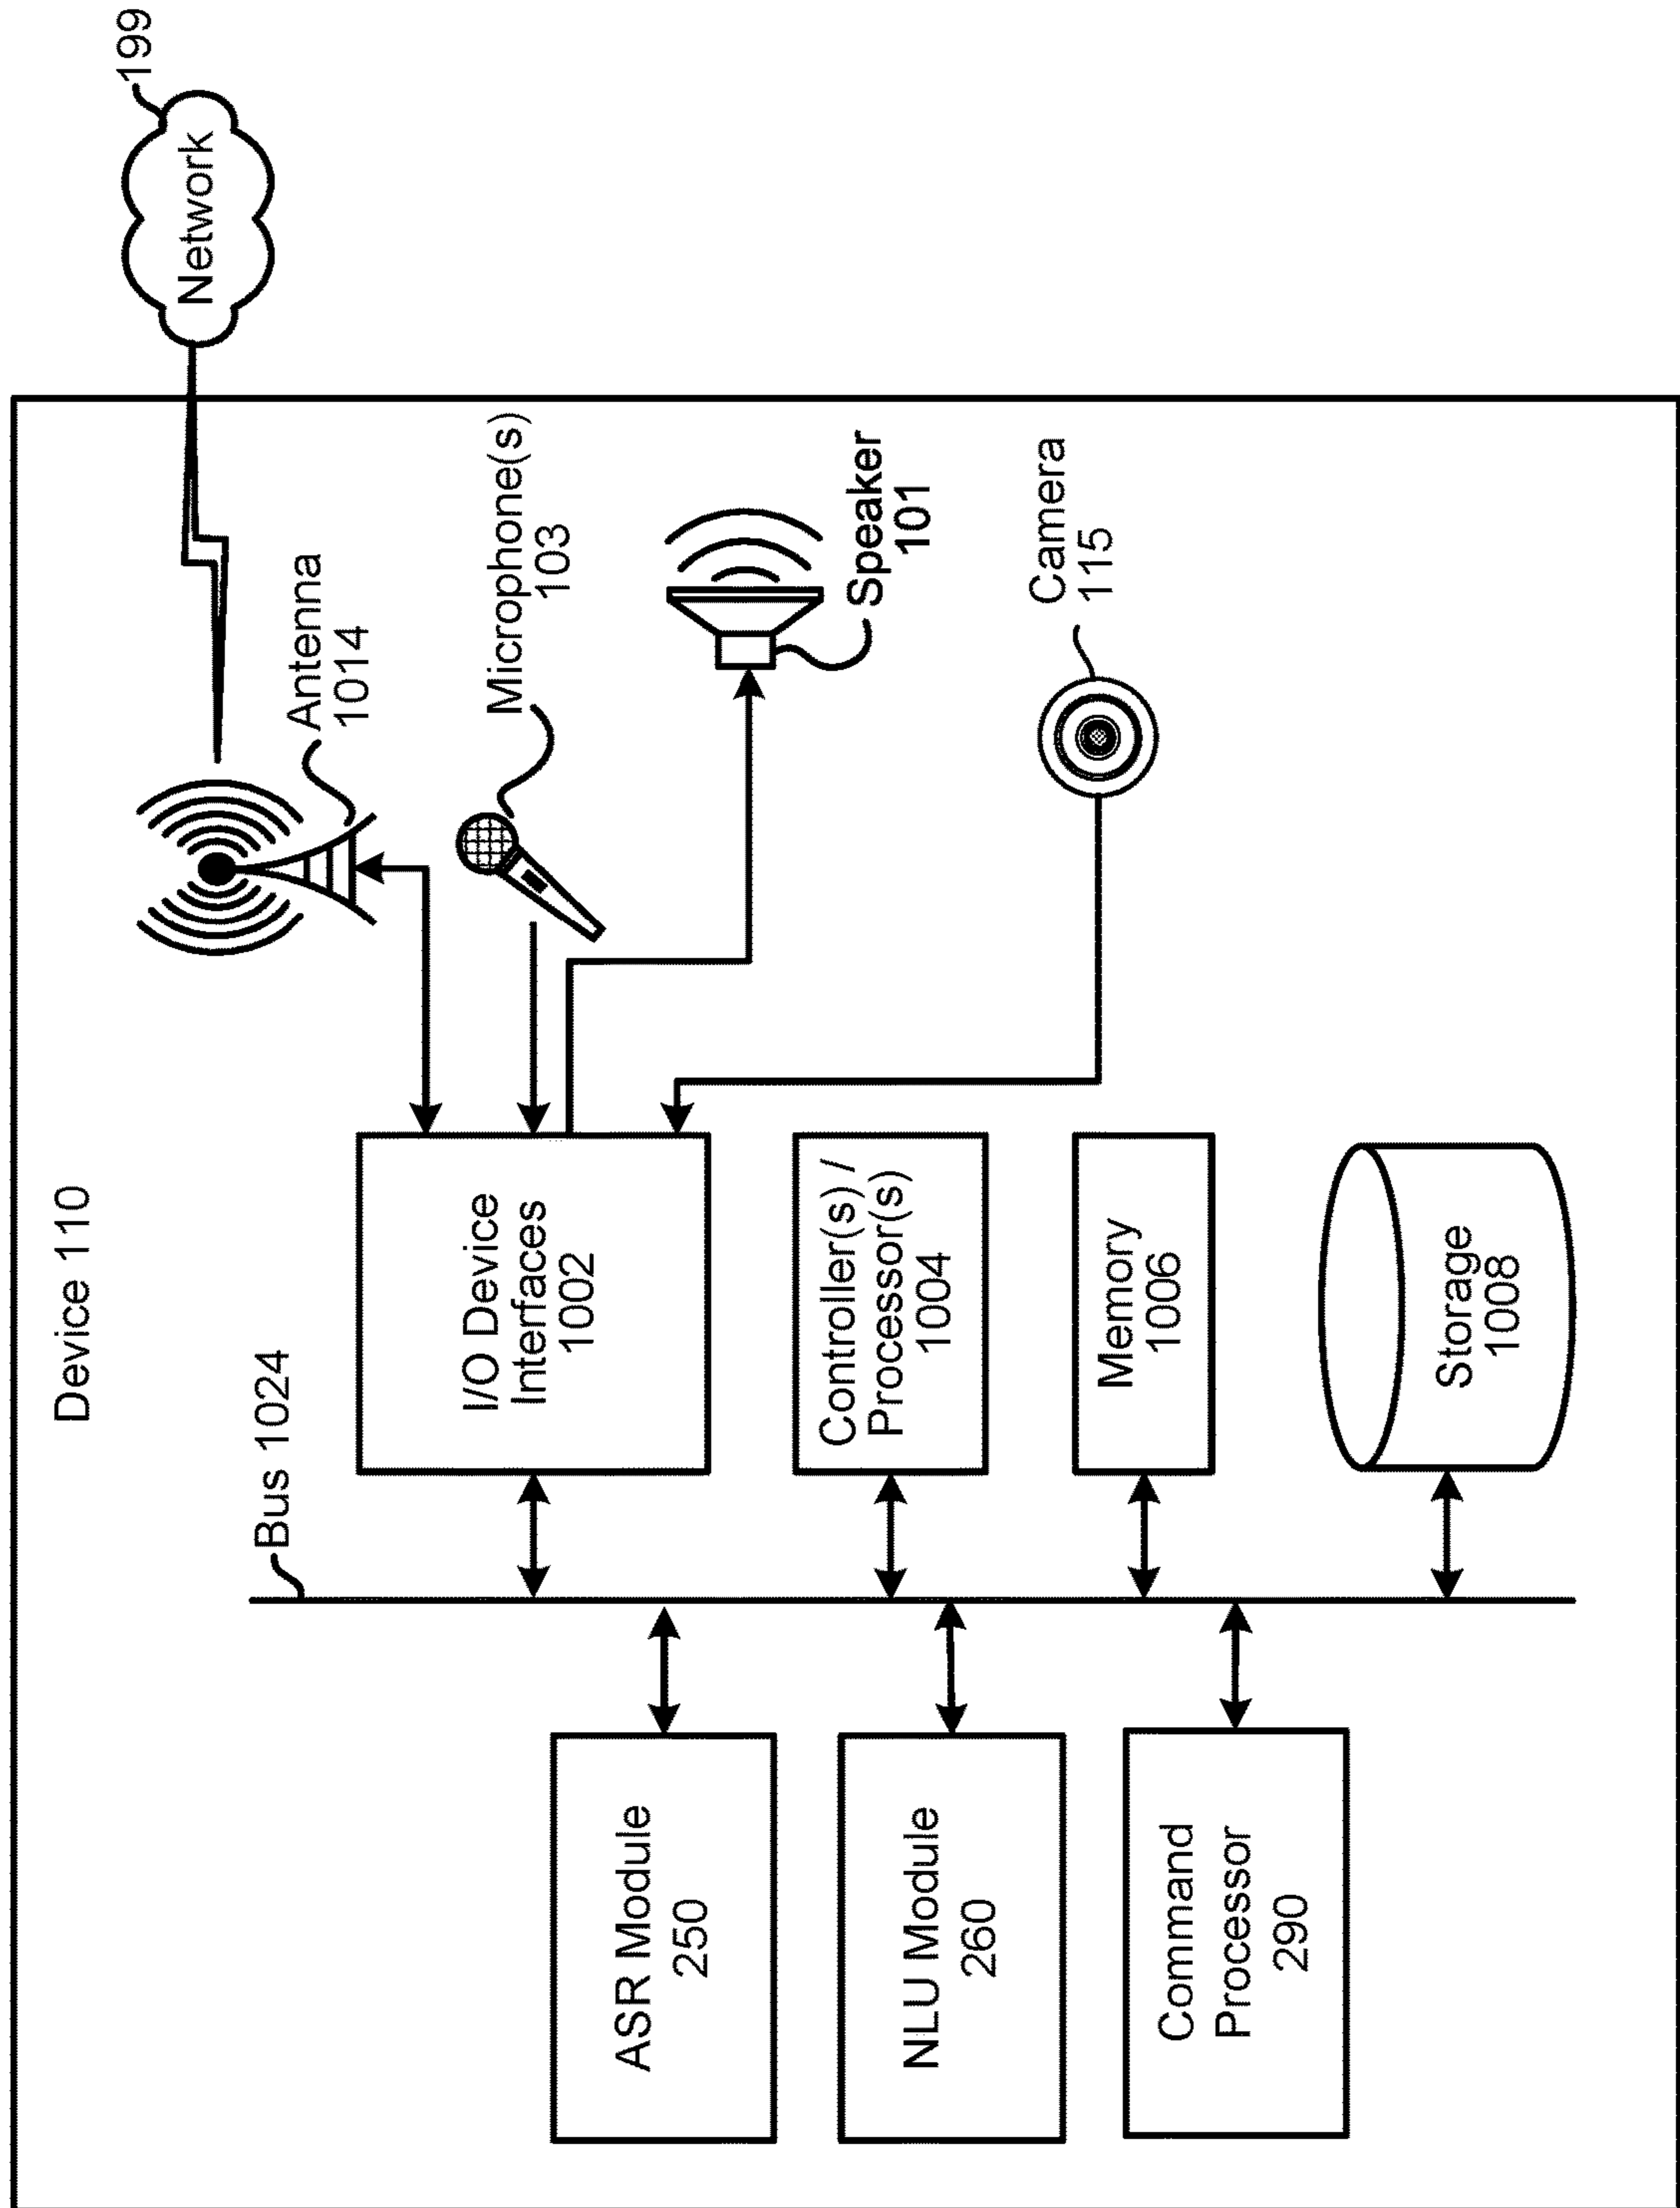 Device 110
Bus 1024
ASR Module
250
NLU Module
260
Command
Processor
290
I/O Device
Interfaces
1002
Controller(s) /
Processor(s)
1004
Memory
1006
Storage
1008
Antenna
1014
Microphone(s)
103
Speaker
101
Camera
115
Network
199